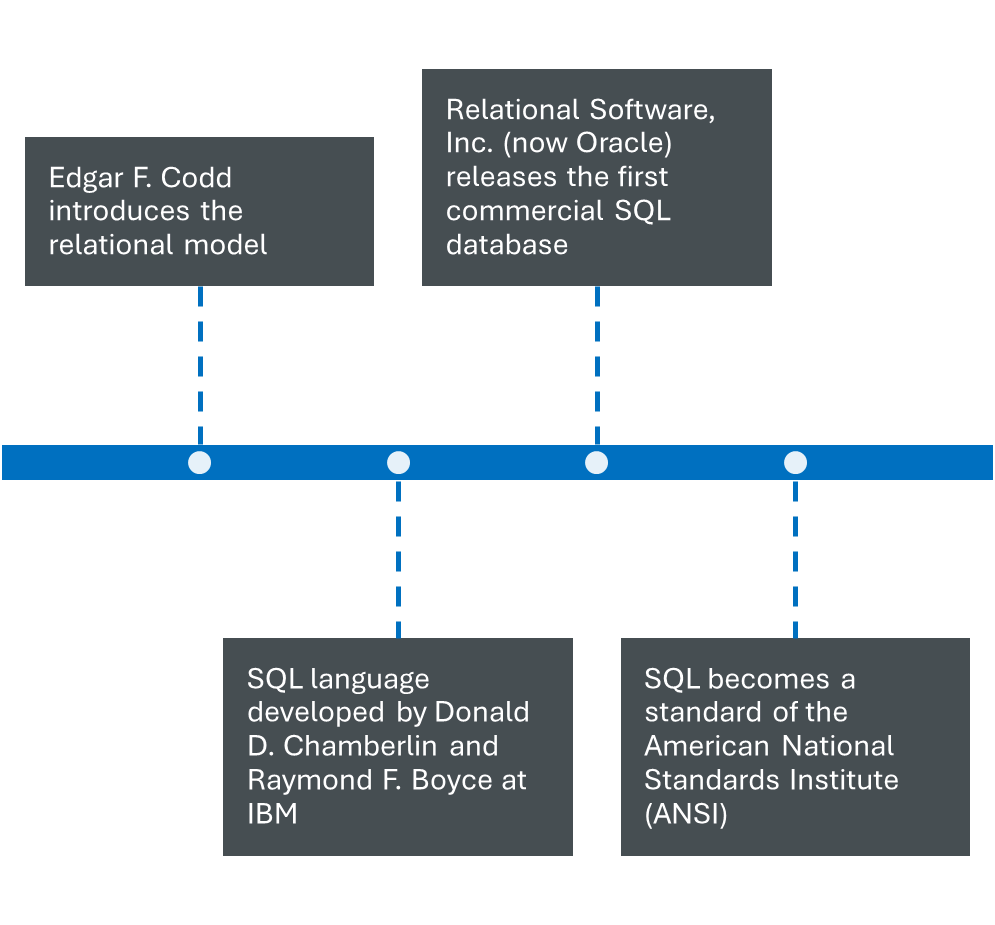 Edgar F. Codd
introduces the
relational model
SQL language
developed by Donald
D. Chamberlin and
Raymond F. Boyce at
IBM
Relational Software,
Inc. (now Oracle)
releases the first
commercial SQL
database
SQL becomes a
standard of the
American National
Standards Institute
(ANSI)